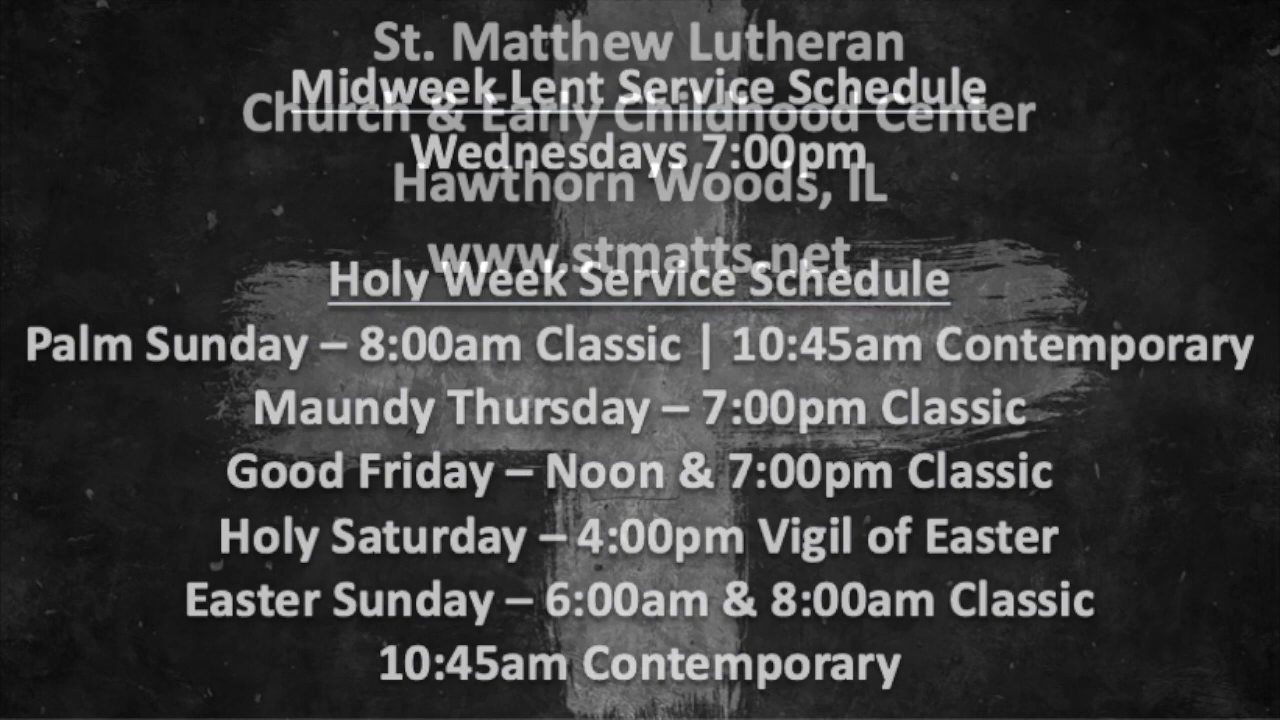 St. Matthew Lutheran
Midweek Lent Service Schedule
Church & Early Childhood Center
Wednesdays 7:00pm
Hawthorn Woods, IL
www.stmatts.net
Holy Week Service Schedule
Palm Sunday – 8:00am Classic | 10:45am Contemporary
Maundy Thursday – 7:00pm Classic
Good Friday – Noon & 7:00pm Classic
Holy Saturday – 4:00pm Vigil of Easter
Easter Sunday – 6:00am & 8:00am Classic
10:45am Contemporary